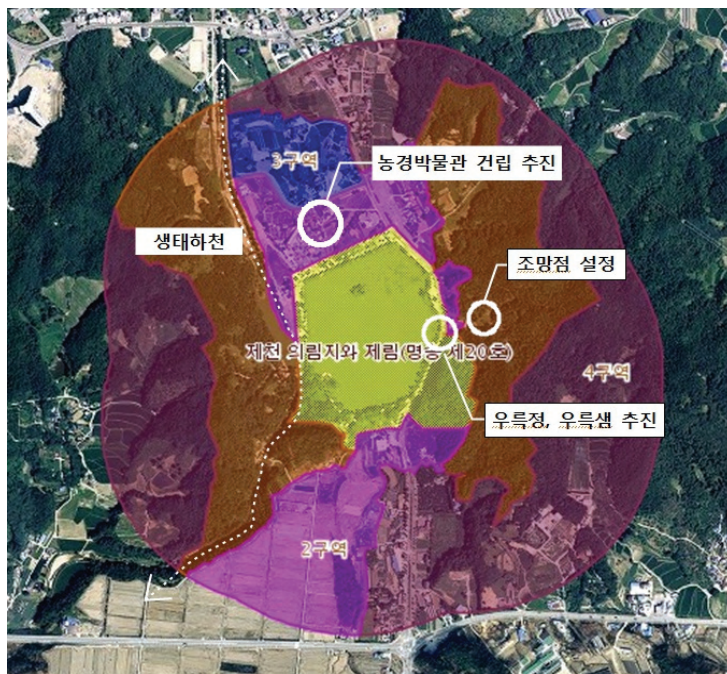 3구역
농경박물관 건립 추진
생태하천
조망점 설정
제천 의림지와 제림(명승 제20호)
4구역
우륵정, 우륵샘 추진
2구역